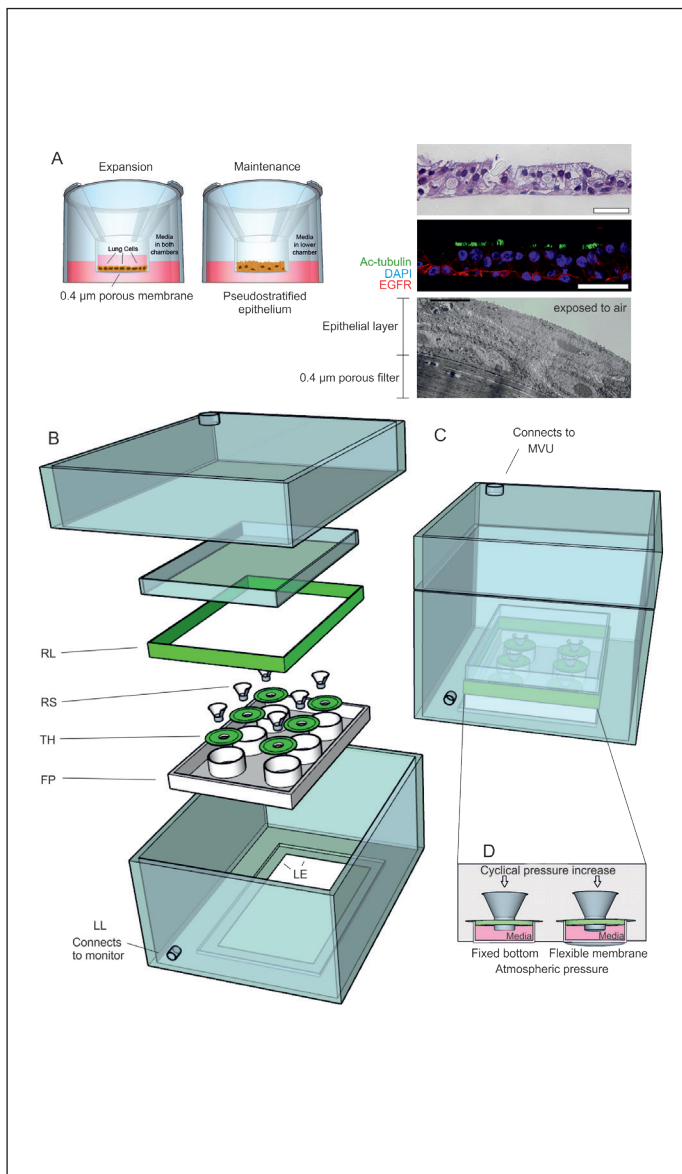 A
Expansion
Maintenance
Lung Cells
Media
in both
chambers
Media
in lower
chamber
0.4 µm porous membrane
Pseudostratified
epithelium
Ac-tubulin
DAPI
EGFR
Epithelial layer
0.4 µm porous filter
exposed to air
B
RL
RS
TH
FP
LE
LL
Connects
to monitor
C
Connects to
MVU
D
Cyclical pressure increase
Media
Media
Fixed bottom
Flexible membrane
Atmospheric pressure